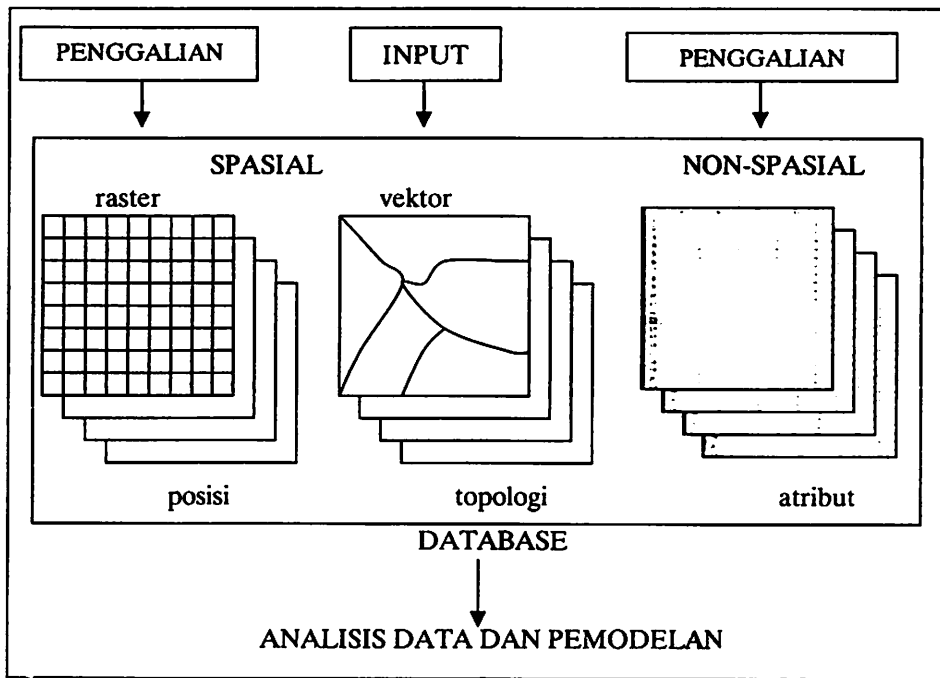 PENGGALIAN
INPUT
PENGGALIAN
SPASIAL
NON-SPASIAL
raster
vektor
posisi
topologi
atribut
DATABASE
ANALISIS DATA DAN PEMODELAN